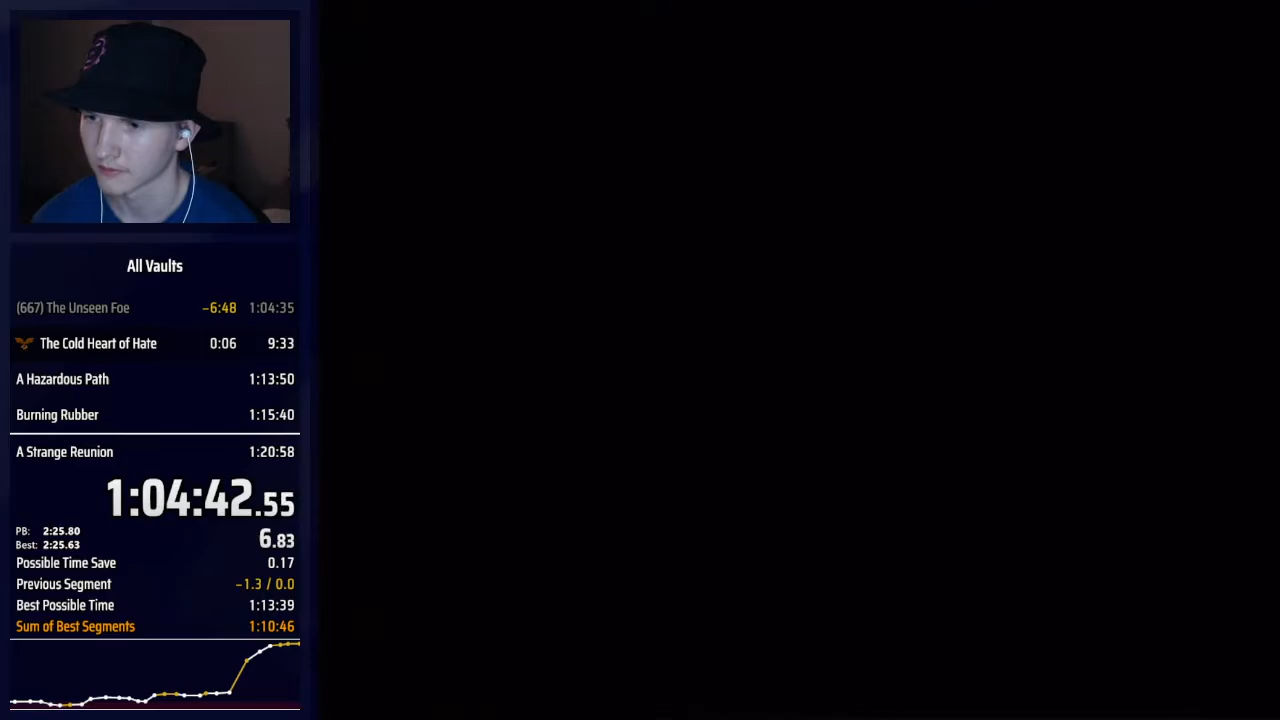 All Vaults
(667) The Unseen Foe −6:48 1:04:35
The Cold Heart of Hate 0:06 9:33
A Hazardous Path 1:13:50
Burning Rubber 1:15:40
A Strange Reunion 1:20:58
1:04:42.55
PB: 2:25.80
Best: 2:25.63
6.83
Possible Time Save 0.17
Previous Segment −1.3 / 0.0
Best Possible Time 1:13:39
Sum of Best Segments 1:10:46